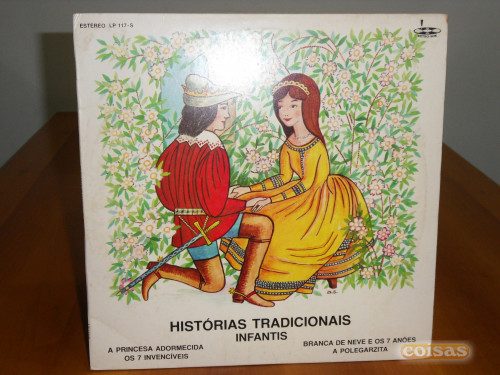 ESTEREO - LP 117-S
HISTÓRIAS TRADICIONAIS
INFANTIS
A PRINCESA ADORMECIDA
OS 7 INVENCÍVEIS
BRANCA DE NEVE E OS 7 ANÕES
A POLEGARZITA
coisas